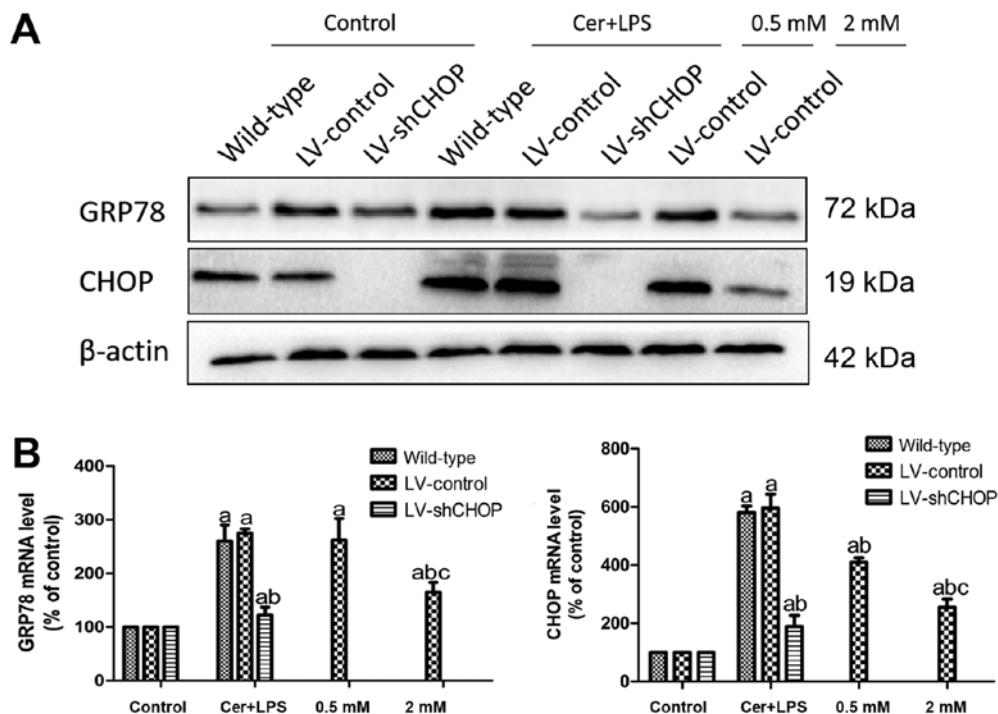 A
Control Cer+LPS 0.5 mM 2 mM
Wild-type LV-control LV-shCHOP Wild-type LV-control LV-shCHOP LV-control LV-control
GRP78 72 kDa
CHOP 19 kDa
β-actin 42 kDa
B
GRP78 mRNA level
(% of control)
400
300
200
100
0
Wild-type
LV-control
LV-shCHOP
a a ab a abc
Control Cer+LPS 0.5 mM 2 mM
CHOP mRNA level
(% of control)
800
600
400
200
0
Wild-type
LV-control
LV-shCHOP
a a ab ab abc
Control Cer+LPS 0.5 mM 2 mM